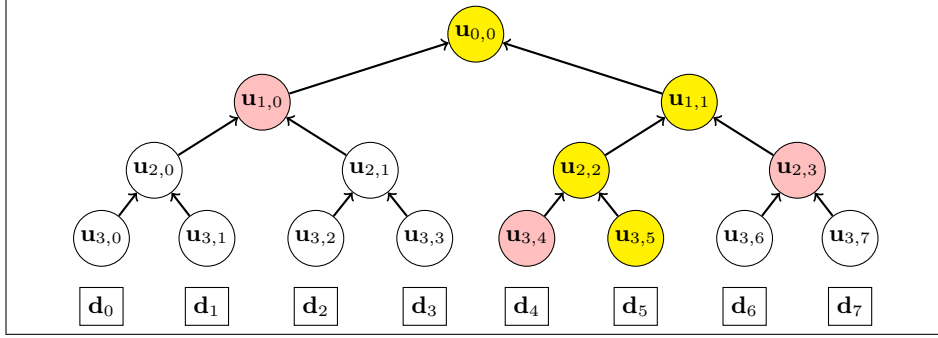 u0,0
u1,0 u1,1
u2,0 u2,1 u2,2 u2,3
u3,0 u3,1 u3,2 u3,3 u3,4 u3,5 u3,6 u3,7
d0 d1 d2 d3 d4 d5 d6 d7